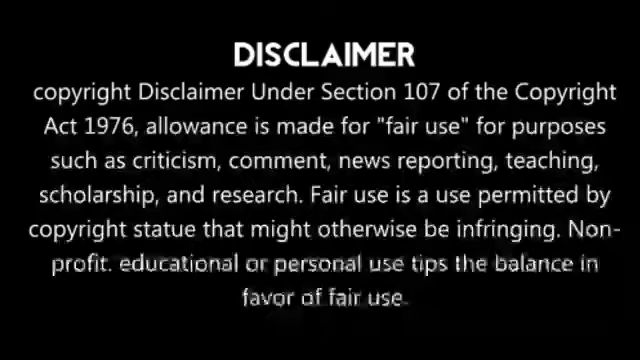 DISCLAIMER
copyright Disclaimer Under Section 107 of the Copyright
Act 1976, allowance is made for "fair use" for purposes
such as criticism, comment, news reporting, teaching,
scholarship, and research. Fair use is a use permitted by
copyright statue that might otherwise be infringing. Non-
profit. educational or personal use tips the balance in
favor of fair use.